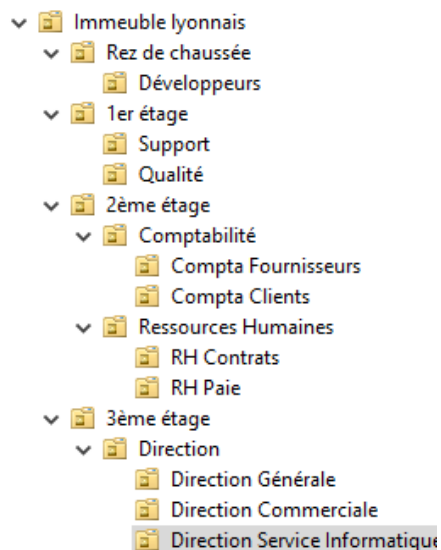 Immeuble lyonnais
Rez de chaussée
Développeurs
1er étage
Support
Qualité
2ème étage
Comptabilité
Compta Fournisseurs
Compta Clients
Ressources Humaines
RH Contrats
RH Paie
3ème étage
Direction
Direction Générale
Direction Commerciale
Direction Service Informatique